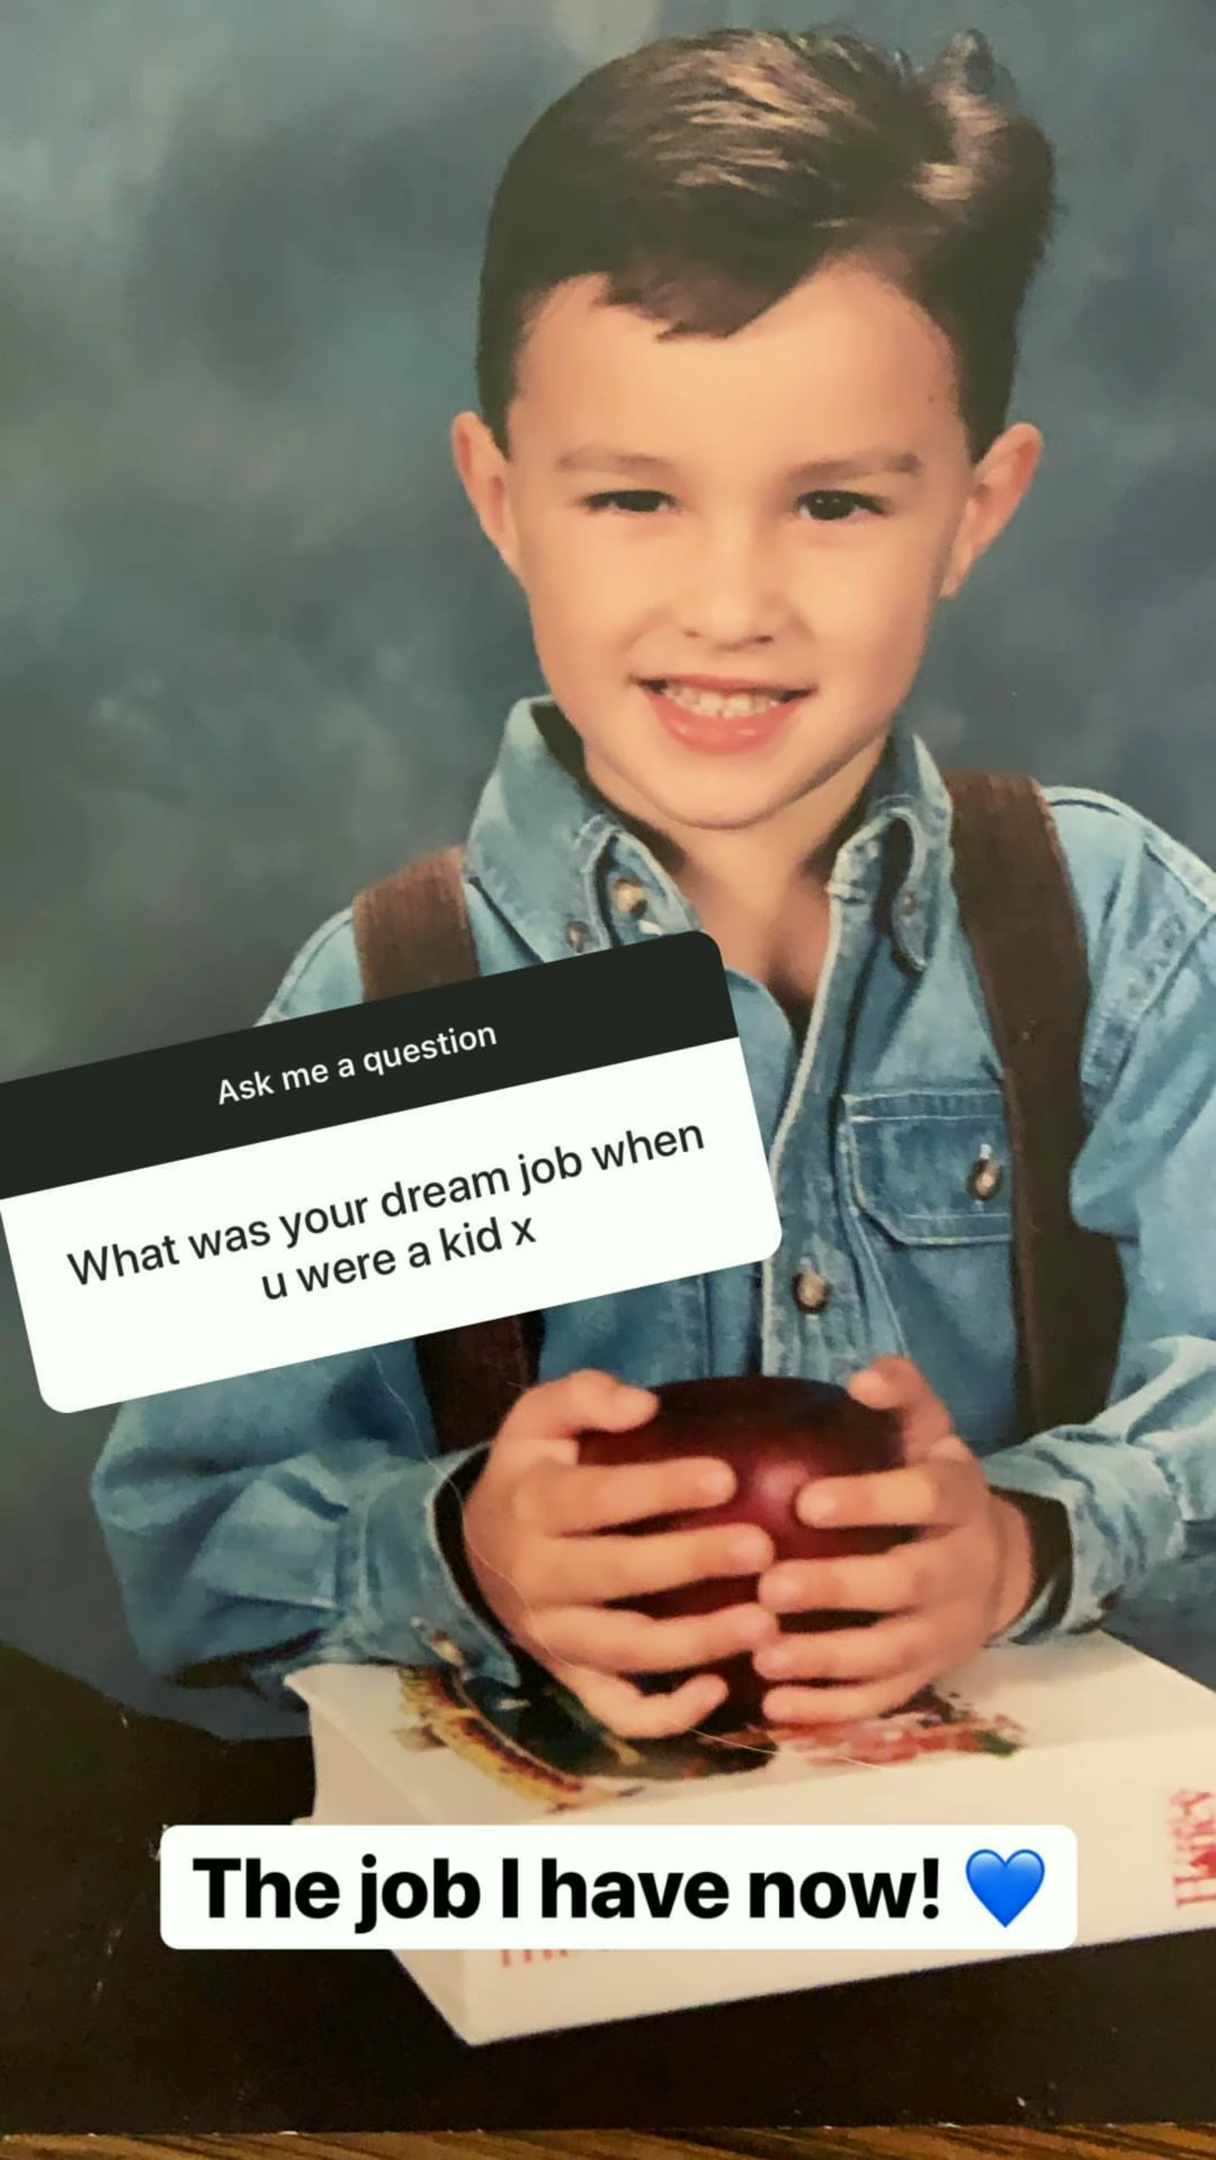 Ask me a question
What was your dream job when
u were a kid x
The job I have now! 💙